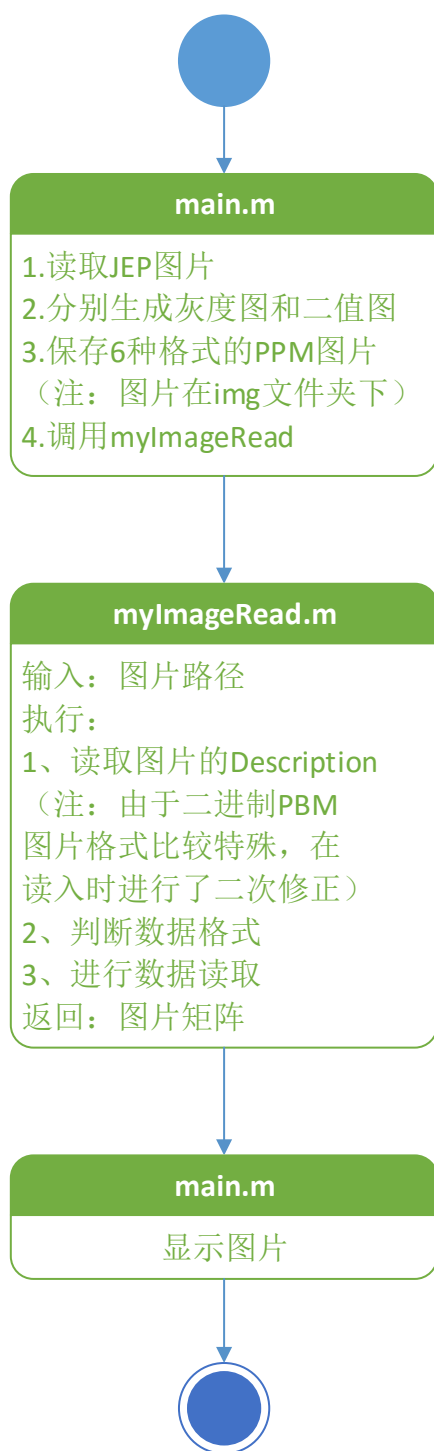 main.m
1.读取JEP图片
2.分别生成灰度图和二值图
3.保存6种格式的PPM图片
（注：图片在img文件夹下）
4.调用myImageRead
myImageRead.m
输入：图片路径
执行：
1、读取图片的Description
（注：由于二进制PBM
图片格式比较特殊，在
读入时进行了二次修正）
2、判断数据格式
3、进行数据读取
返回：图片矩阵
main.m
显示图片